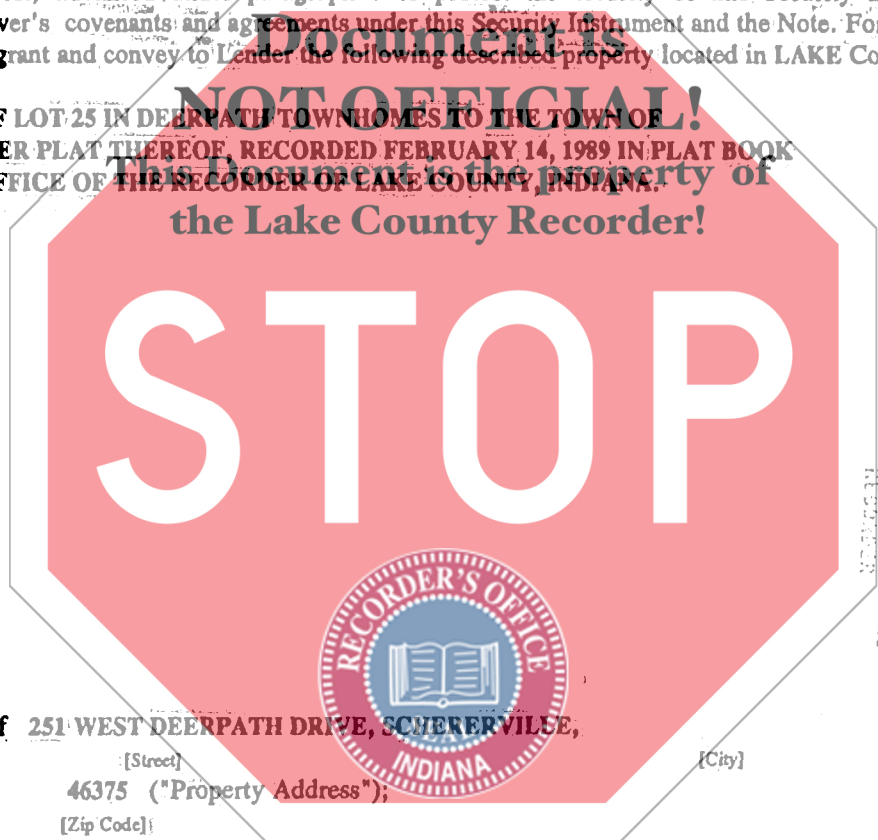 ver's covenants and agreements under this Security Instrument and the Note. For
Document is
grant and convey to Lender the following described property located in LAKE Co
NOT OFFICIAL!
F LOT 25 IN DEERPATH TOWNHOMES TO THE TOWN OF
ER PLAT THEREOF, RECORDED FEBRUARY 14, 1989 IN PLAT BOOK
This Document is the property of
FFICE OF THE RECORDER OF LAKE COUNTY, INDIANA.
the Lake County Recorder!
STOP
RECORDER'S OFFICE
SEAL
INDIANA
f 251 WEST DEERPATH DRIVE, SCHERERVILLE,
[Street] [City]
46375 ("Property Address");
[Zip Code]